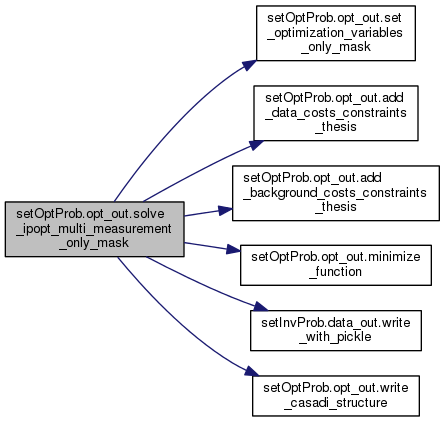 setOptProb.opt_out.set
_optimization_variables
_only_mask
setOptProb.opt_out.add
_data_costs_constraints
_thesis
setOptProb.opt_out.add
_background_costs_constraints
_thesis
setOptProb.opt_out.solve
_ipopt_multi_measurement
_only_mask
setOptProb.opt_out.minimize
_function
setInvProb.data_out.write
_with_pickle
setOptProb.opt_out.write
_casadi_structure